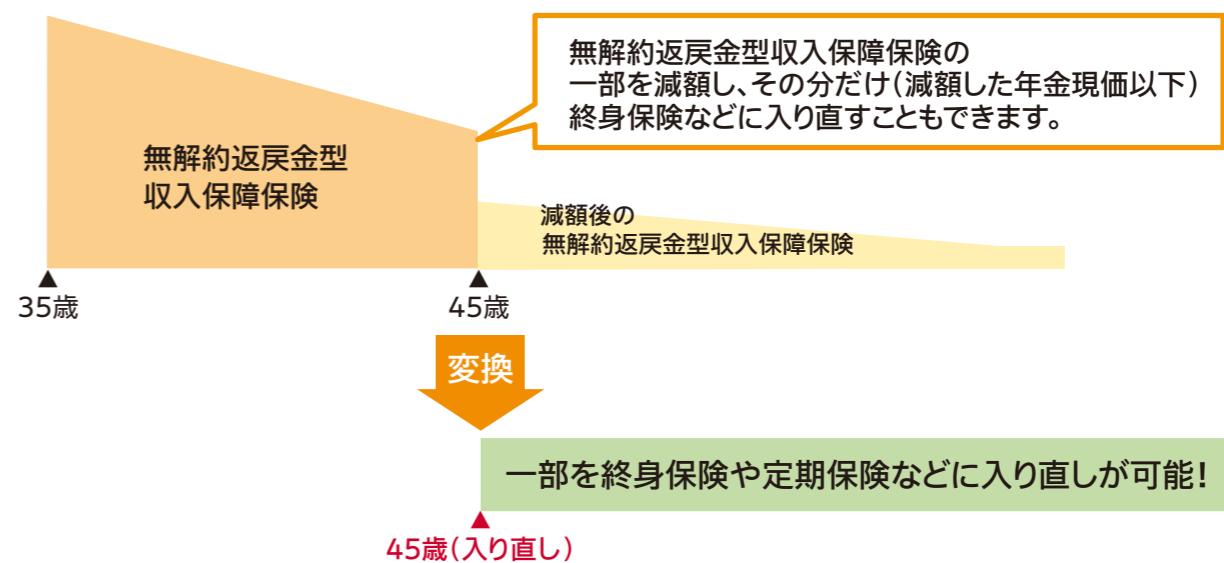 無解約返戻金型収入保障保険の
一部を減額し、その分だけ(減額した年金現価以下)
終身保険などに入り直すこともできます。
無解約返戻金型
収入保障保険
減額後の
無解約返戻金型収入保障保険
▲ ▲
35歳 45歳
変換
一部を終身保険や定期保険などに入り直しが可能!
▲
45歳(入り直し)